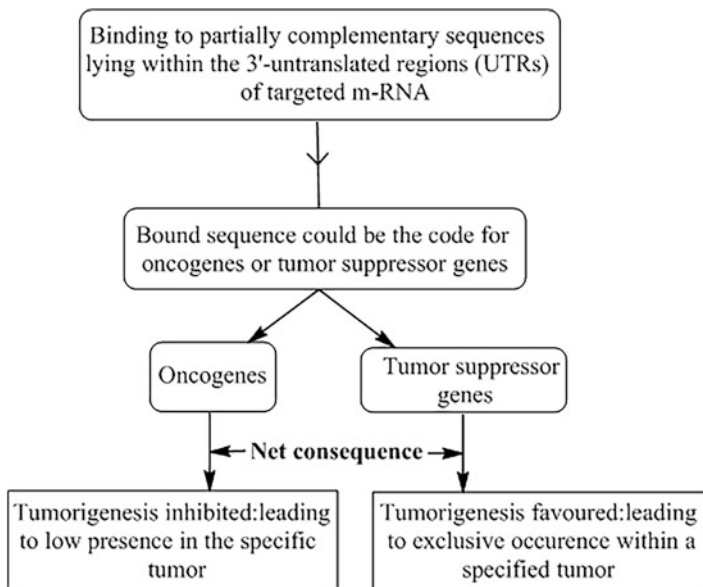 Binding to partially complementary sequences
lying within the 3'-untranslated regions (UTRs)
of targeted m-RNA
Bound sequence could be the code for
oncogenes or tumor suppressor genes
Oncogenes
Tumor suppressor
genes
Net consequence
Tumorigenesis inhibited:leading
to low presence in the specific
tumor
Tumorigenesis favoured:leading
to exclusive occurence within a
specified tumor